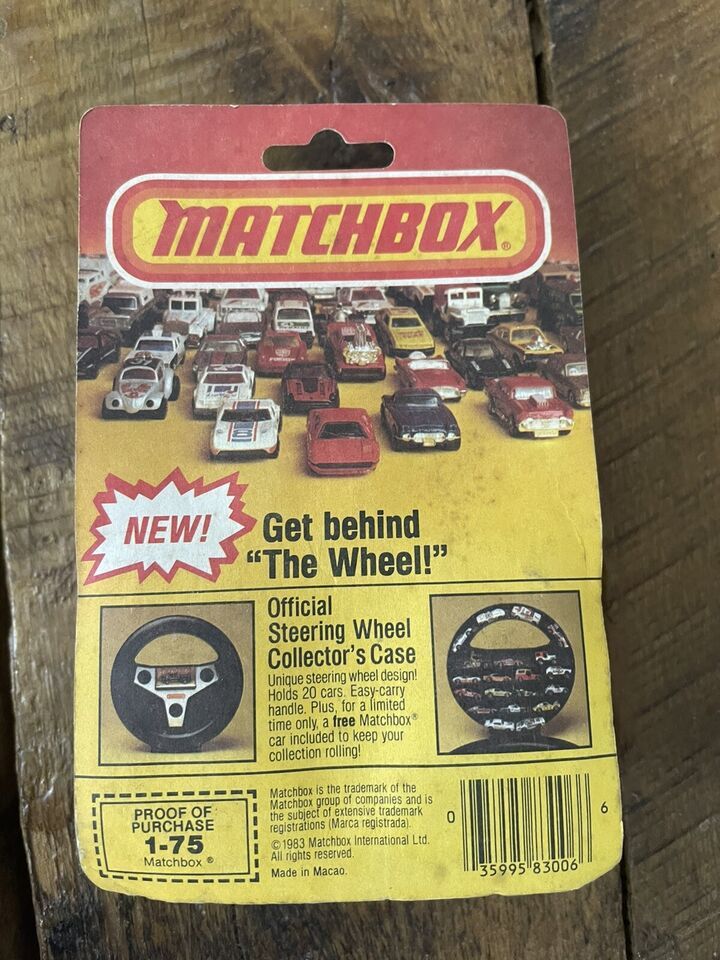 MATCHBOX®
NEW!
Get behind
“The Wheel!”
Official
Steering Wheel
Collector's Case
Unique steering wheel design!
Holds 20 cars. Easy-carry
handle. Plus, for a limited
time only, a free Matchbox®
car included to keep your
collection rolling!
PROOF OF
PURCHASE
1-75
Matchbox ®
Matchbox is the trademark of the
Matchbox group of companies and is
the subject of extensive trademark
registrations (Marca registrada).
©1983 Matchbox International Ltd.
All rights reserved.
Made in Macao.
0 35995 83006 6